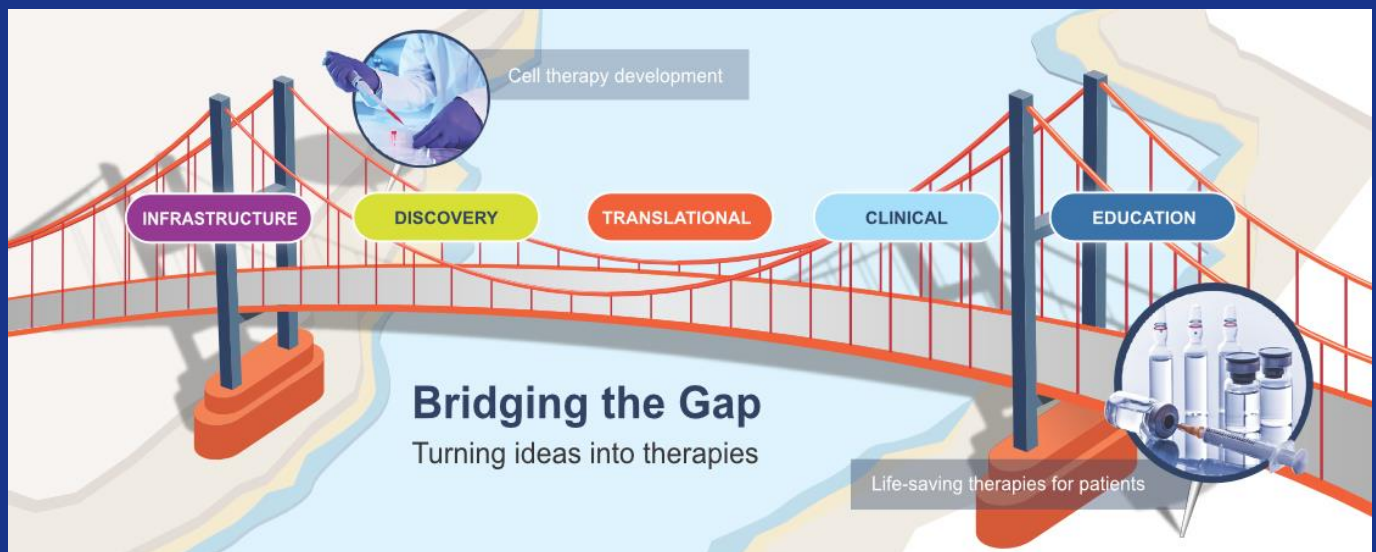 Cell therapy development
INFRASTRUCTURE
DISCOVERY
TRANSLATIONAL
CLINICAL
EDUCATION
Bridging the Gap
Turning ideas into therapies
Life-saving therapies for patients